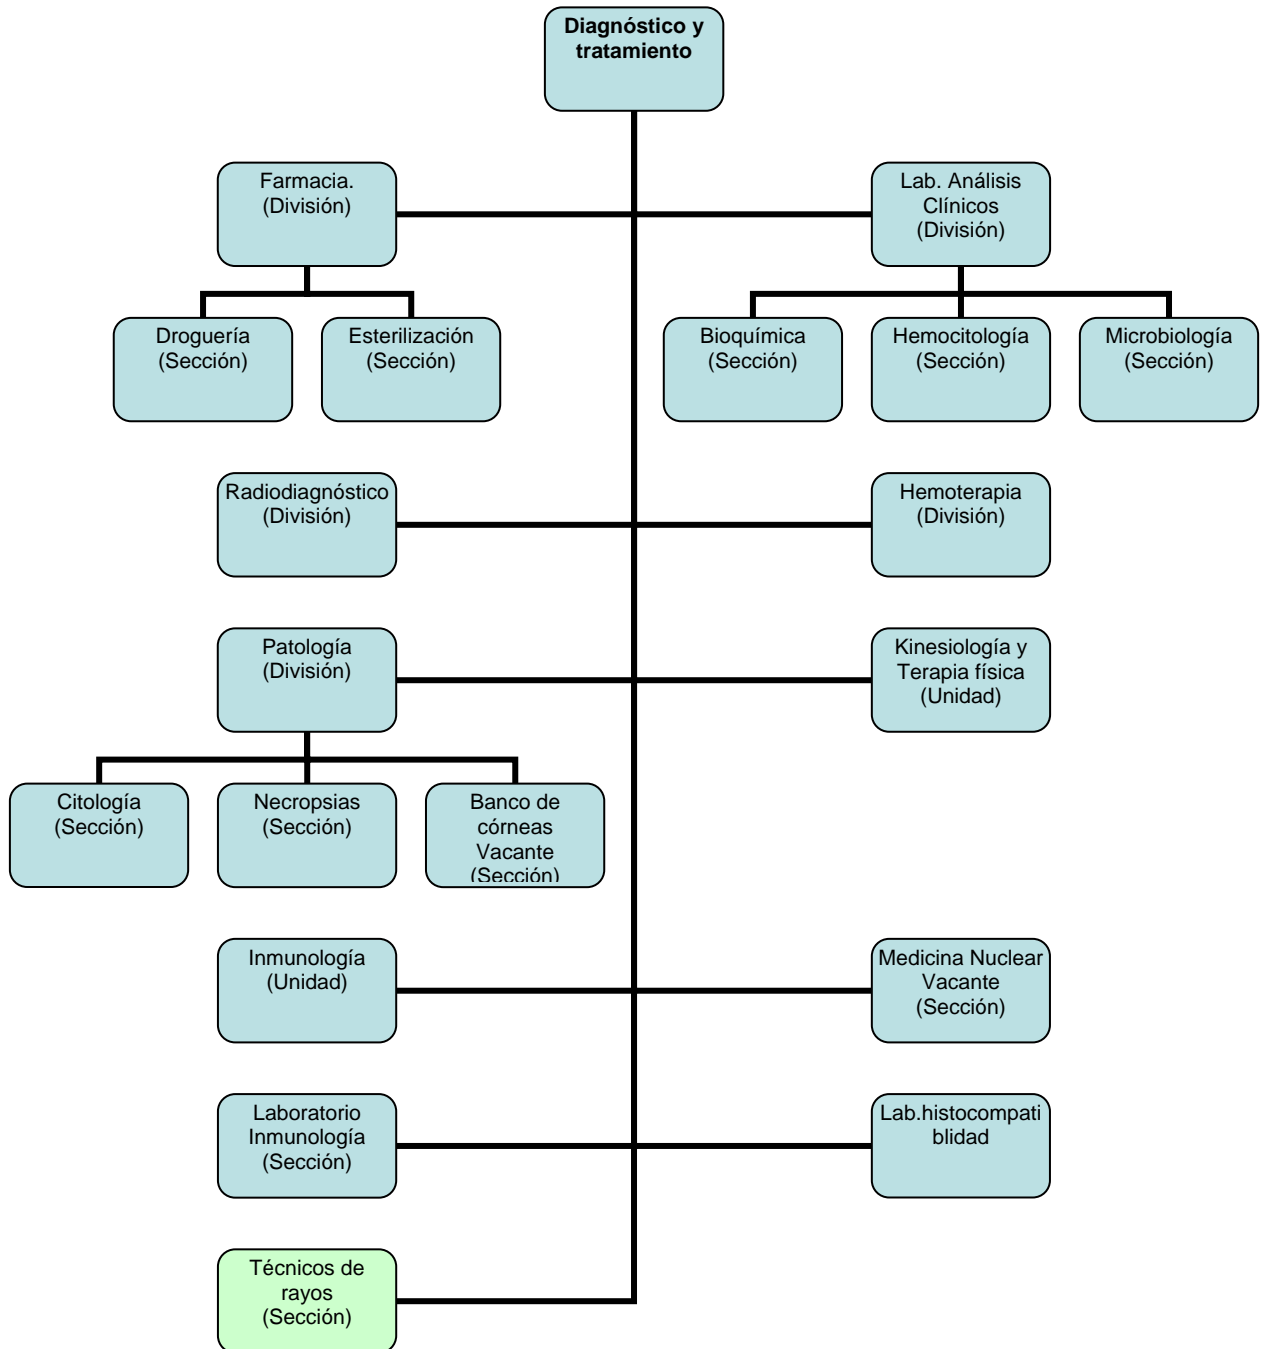 Diagnóstico y
tratamiento
Farmacia.
(División)
Lab. Análisis
Clínicos
(División)
Droguería
(Sección)
Esterilización
(Sección)
Bioquímica
(Sección)
Hemocitología
(Sección)
Microbiología
(Sección)
Radiodiagnóstico
(División)
Hemoterapia
(División)
Patología
(División)
Kinesiología y
Terapia física
(Unidad)
Citología
(Sección)
Necropsias
(Sección)
Banco de
córneas
Vacante
(Sección)
Inmunología
(Unidad)
Medicina Nuclear
Vacante
(Sección)
Laboratorio
Inmunología
(Sección)
Lab.histocompati
blidad
Técnicos de
rayos
(Sección)